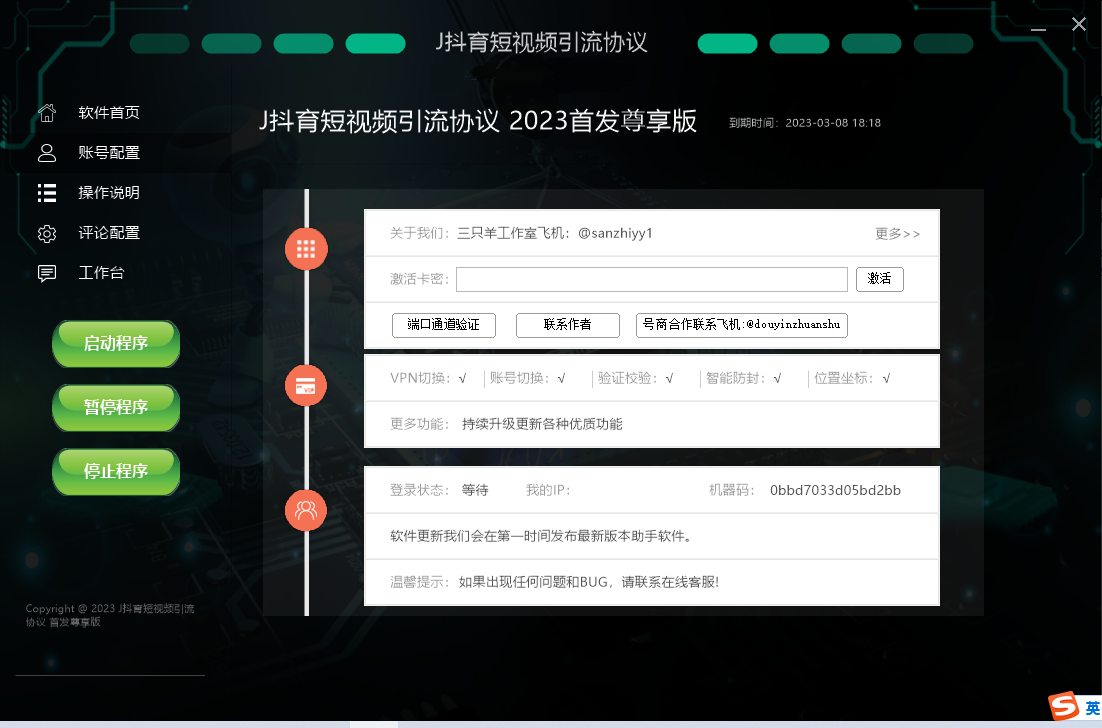 J抖育短视频引流协议
J抖育短视频引流协议 2023首发尊享版
到期时间：2023-03-08 18:18
软件首页
账号配置
操作说明
评论配置
工作台
启动程序
暂停程序
停止程序
关于我们：三只羊工作室飞机：@sanzhiyy1 更多>>
激活卡密： 激活
端口通道验证 联系作者 号商合作联系飞机:@douyinzhuanshu
VPN切换：√ 账号切换：√ 验证校验：√ 智能防封：√ 位置坐标：√
更多功能： 持续升级更新各种优质功能
登录状态： 等待 我的IP： 机器码： 0bbd7033d05bd2bb
软件更新我们会在第一时间发布最新版本助手软件。
温馨提示： 如果出现任何问题和BUG，请联系在线客服!
Copyright @ 2023 J抖育短视频引流
协议 首发尊享版
英